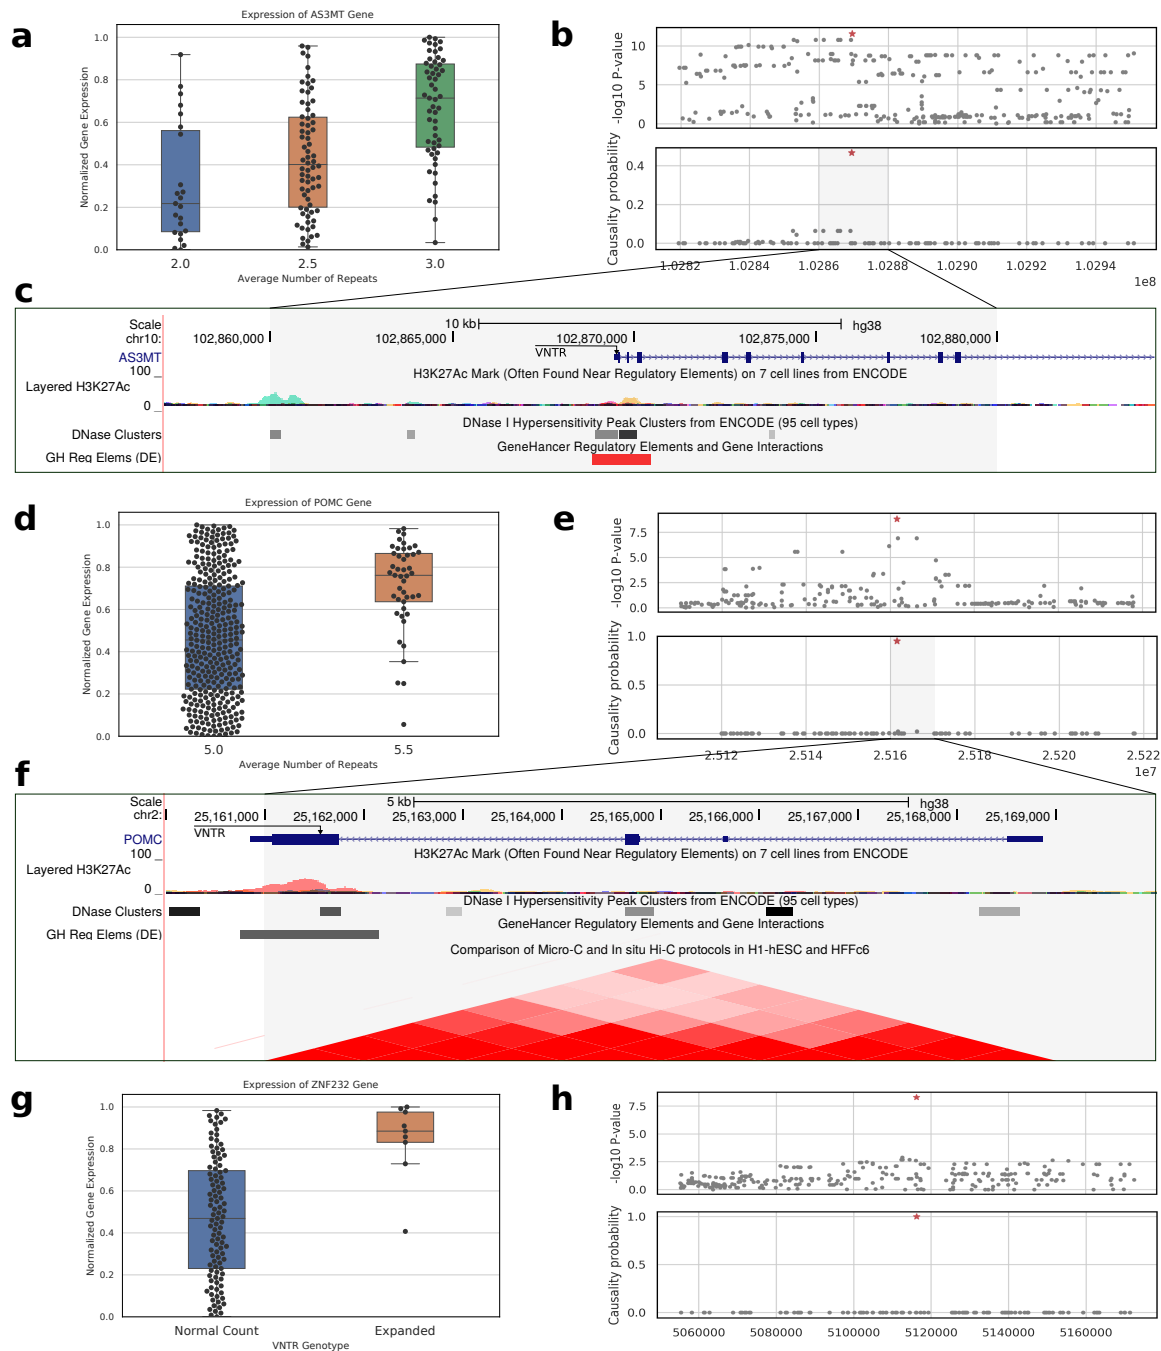 a
Expression of AS3MT Gene
Normalized Gene Expression
1.0
0.8
0.6
0.4
0.2
0.0
2.0 2.5 3.0
Average Number of Repeats
b
-log10 P-value
10
5
0
Causality probability
0.4
0.2
0.0
1.0282 1.0284 1.0286 1.0288 1.0290 1.0292 1.0294
1e8
c
Scale 10 kb hg38
chr10: 102,860,000 102,865,000 102,870,000 102,875,000 102,880,000
VNTR
AS3MT
H3K27Ac Mark (Often Found Near Regulatory Elements) on 7 cell lines from ENCODE
100 _
Layered H3K27Ac
0 _
DNase I Hypersensitivity Peak Clusters from ENCODE (95 cell types)
DNase Clusters
GeneHancer Regulatory Elements and Gene Interactions
GH Reg Elems (DE)
d
Expression of POMC Gene
Normalized Gene Expression
1.0
0.8
0.6
0.4
0.2
0.0
5.0 5.5
Average Number of Repeats
e
-log10 P-value
7.5
5.0
2.5
0.0
Causality probability
1.0
0.5
0.0
2.512 2.514 2.516 2.518 2.520 2.522
1e7
f
Scale 5 kb hg38
chr2: 25,161,000 25,162,000 25,163,000 25,164,000 25,165,000 25,166,000 25,167,000 25,168,000 25,169,000
VNTR
POMC
H3K27Ac Mark (Often Found Near Regulatory Elements) on 7 cell lines from ENCODE
100 _
Layered H3K27Ac
0 _
DNase I Hypersensitivity Peak Clusters from ENCODE (95 cell types)
DNase Clusters
GeneHancer Regulatory Elements and Gene Interactions
GH Reg Elems (DE)
Comparison of Micro-C and In situ Hi-C protocols in H1-hESC and HFFc6
g
Expression of ZNF232 Gene
Normalized Gene Expression
1.0
0.8
0.6
0.4
0.2
0.0
Normal Count Expanded
VNTR Genotype
h
-log10 P-value
7.5
5.0
2.5
0.0
Causality probability
1.0
0.5
0.0
5060000 5080000 5100000 5120000 5140000 5160000